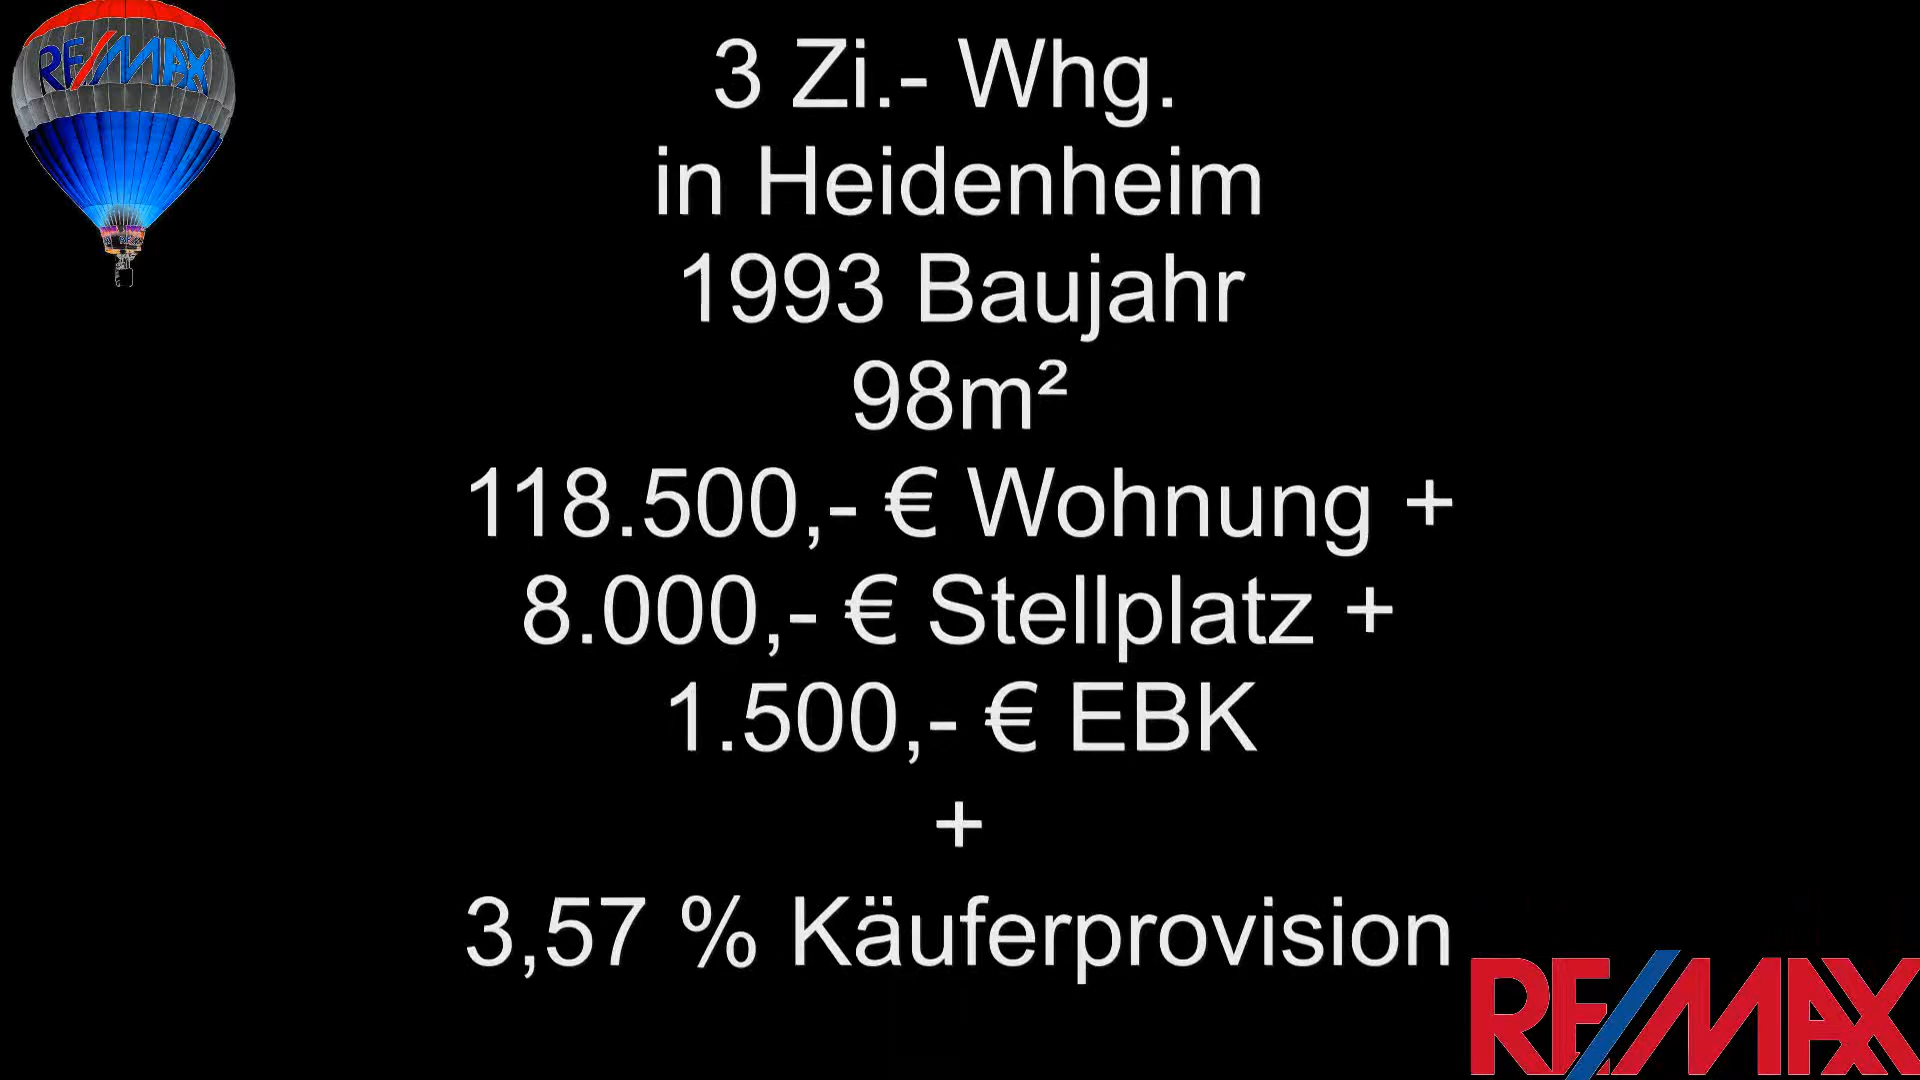 RE/MAX
3 Zi.- Whg.
in Heidenheim
1993 Baujahr
98m²
118.500,- € Wohnung +
8.000,- € Stellplatz +
1.500,- € EBK
+
3,57 % Käuferprovision
RE/MAX